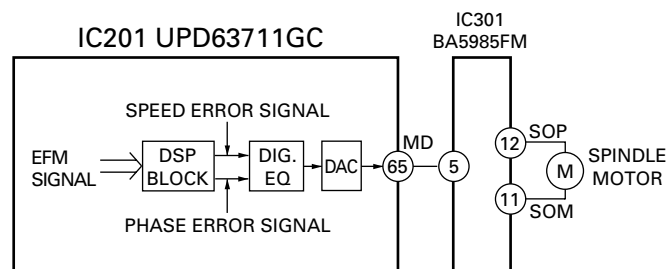 IC201 UPD63711GC
IC301
BA5985FM
SPEED ERROR SIGNAL
EFM
SIGNAL
DSP
BLOCK
DIG.
EQ
DAC
65
MD
5
12
SOP
11
SOM
M
SPINDLE
MOTOR
PHASE ERROR SIGNAL